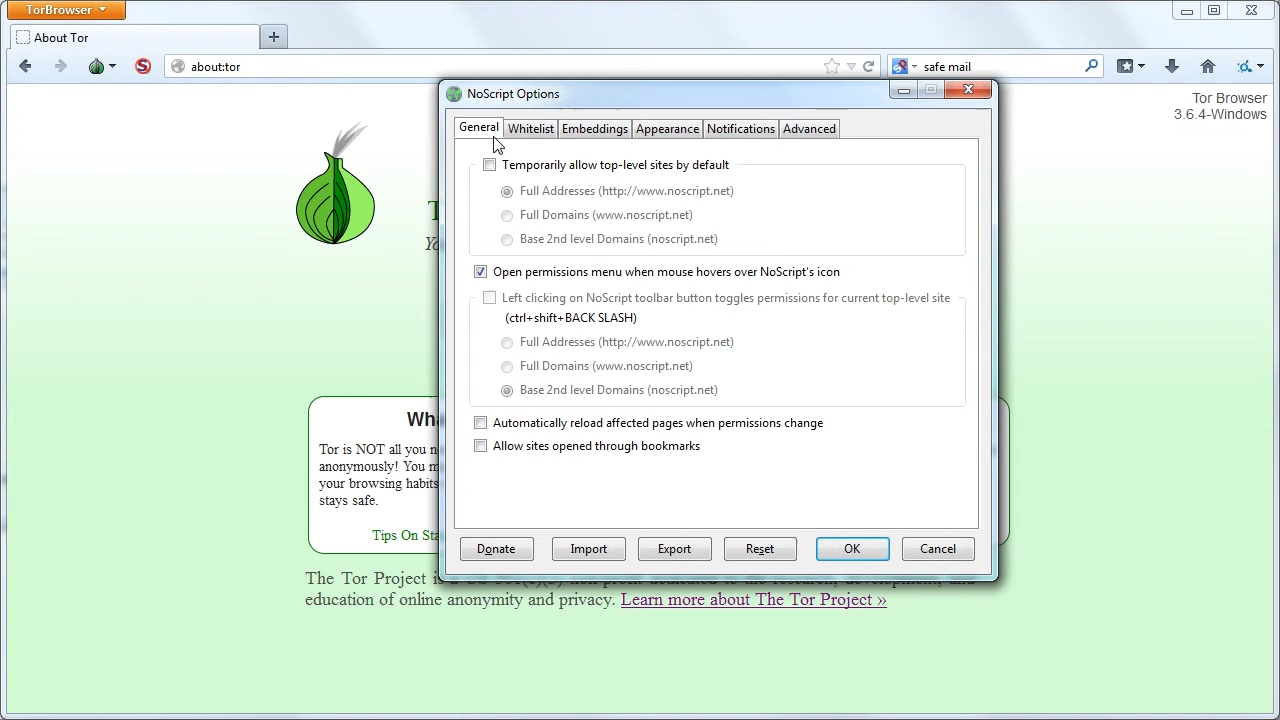 TorBrowser
About Tor
about:tor
safe mail
Tor Browser
3.6.4-Windows
NoScript Options
General Whitelist Embeddings Appearance Notifications Advanced
T
Temporarily allow top-level sites by default
Full Addresses (http://www.noscript.net)
Full Domains (www.noscript.net)
Base 2nd level Domains (noscript.net)
Open permissions menu when mouse hovers over NoScript's icon
Left clicking on NoScript toolbar button toggles permissions for current top-level site
(ctrl+shift+BACK SLASH)
Full Addresses (http://www.noscript.net)
Full Domains (www.noscript.net)
Base 2nd level Domains (noscript.net)
Automatically reload affected pages when permissions change
Allow sites opened through bookmarks
Donate Import Export Reset OK Cancel
Tor is NOT all you
anonymously! You
your browsing habits
stays safe.
Tips On
The Tor Project is
education of online anonymity and privacy. Learn more about The Tor Project »